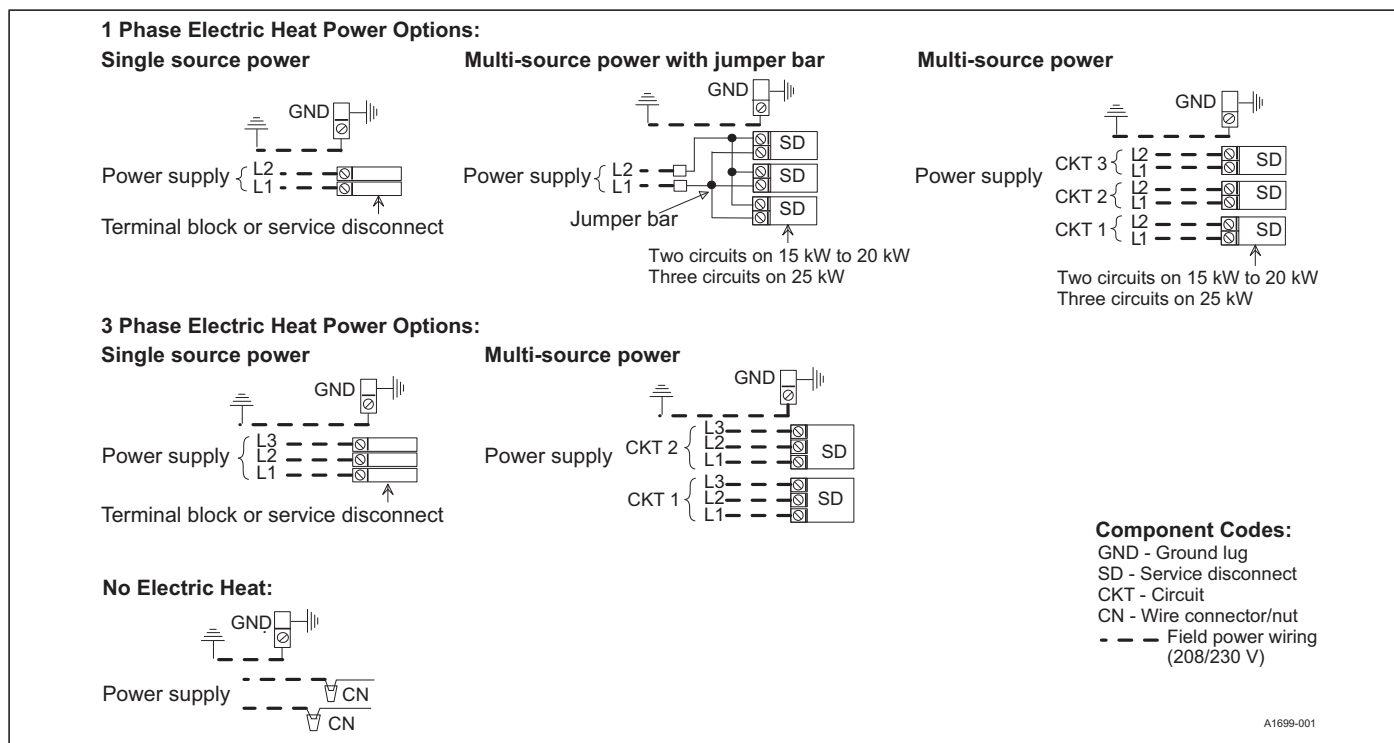 1 Phase Electric Heat Power Options:
Single source power
GND
Power supply
L2
L1
Terminal block or service disconnect
Multi-source power with jumper bar
GND
SD
Power supply
L2
L1
SD
Jumper bar
SD
Two circuits on 15 kW to 20 kW
Three circuits on 25 kW
Multi-source power
GND
Power supply
CKT 3
L2
L1
SD
CKT 2
L2
L1
SD
CKT 1
L2
L1
SD
Two circuits on 15 kW to 20 kW
Three circuits on 25 kW
3 Phase Electric Heat Power Options:
Single source power
GND
Power supply
L3
L2
L1
Terminal block or service disconnect
Multi-source power
GND
Power supply
CKT 2
L3
L2
L1
SD
CKT 1
L3
L2
L1
SD
No Electric Heat:
GND
Power supply
CN
CN
Component Codes:
GND - Ground lug
SD - Service disconnect
CKT - Circuit
CN - Wire connector/nut
Field power wiring
(208/230 V)
A1699-001